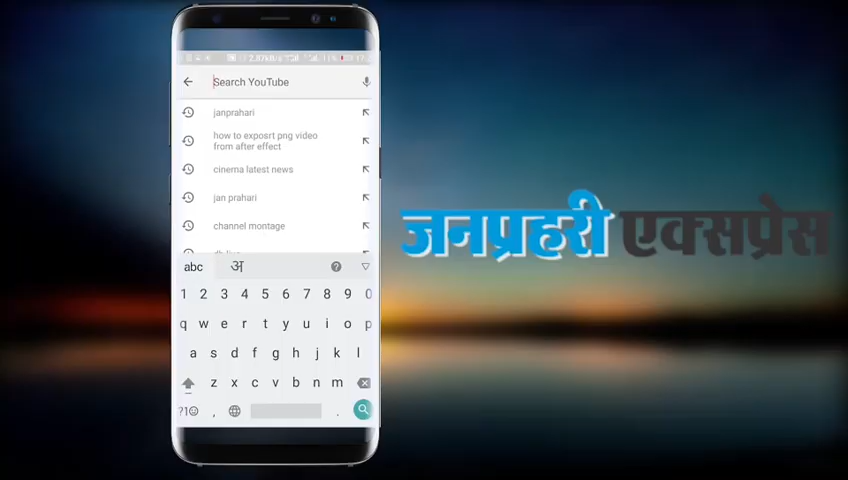 Search YouTube
janprahari
how to exposrt png video
from after effect
cinema latest news
jan prahari
channel montage
abc अ
1 2 3 4 5 6 7 8 9 0
q w e r t y u i o p
a s d f g h j k l
z x c v b n m
?1☺ , .
जनप्रहरी एक्सप्रेस